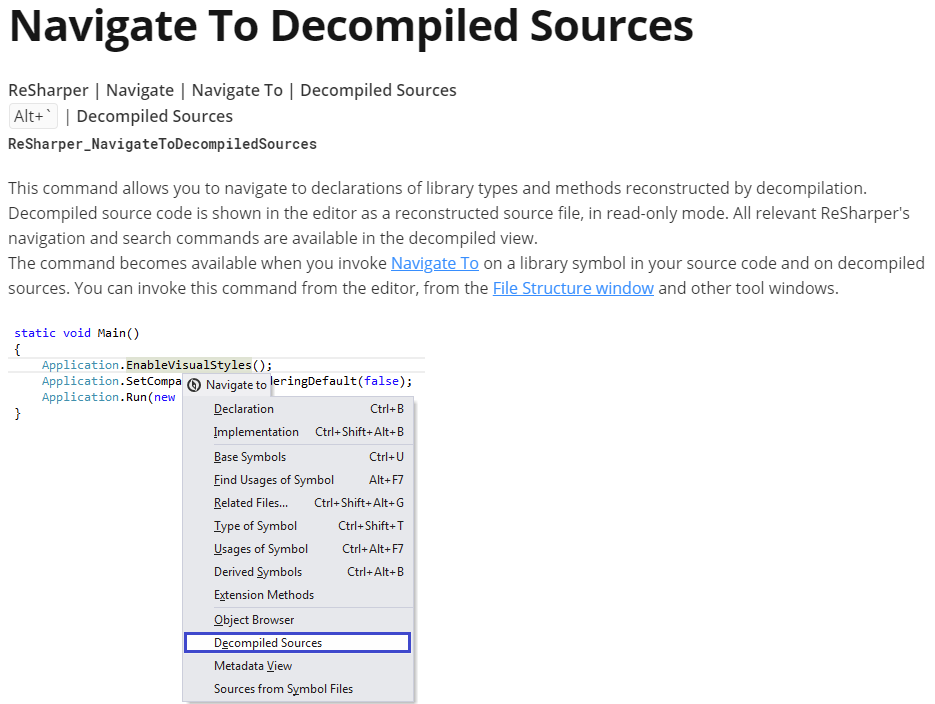 Navigate To Decompiled Sources
ReSharper | Navigate | Navigate To | Decompiled Sources
Alt+` | Decompiled Sources
ReSharper_NavigateToDecompiledSources
This command allows you to navigate to declarations of library types and methods reconstructed by decompilation.
Decompiled source code is shown in the editor as a reconstructed source file, in read-only mode. All relevant ReSharper's
navigation and search commands are available in the decompiled view.
The command becomes available when you invoke Navigate To on a library symbol in your source code and on decompiled
sources. You can invoke this command from the editor, from the File Structure window and other tool windows.
static void Main()
{
Application.EnableVisualStyles();
Application.SetCompa deringDefault(false);
Application.Run(new
}
Navigate to
Declaration Ctrl+B
Implementation Ctrl+Shift+Alt+B
Base Symbols Ctrl+U
Find Usages of Symbol Alt+F7
Related Files... Ctrl+Shift+Alt+G
Type of Symbol Ctrl+Shift+T
Usages of Symbol Ctrl+Alt+F7
Derived Symbols Ctrl+Alt+B
Extension Methods
Object Browser
Decompiled Sources
Metadata View
Sources from Symbol Files